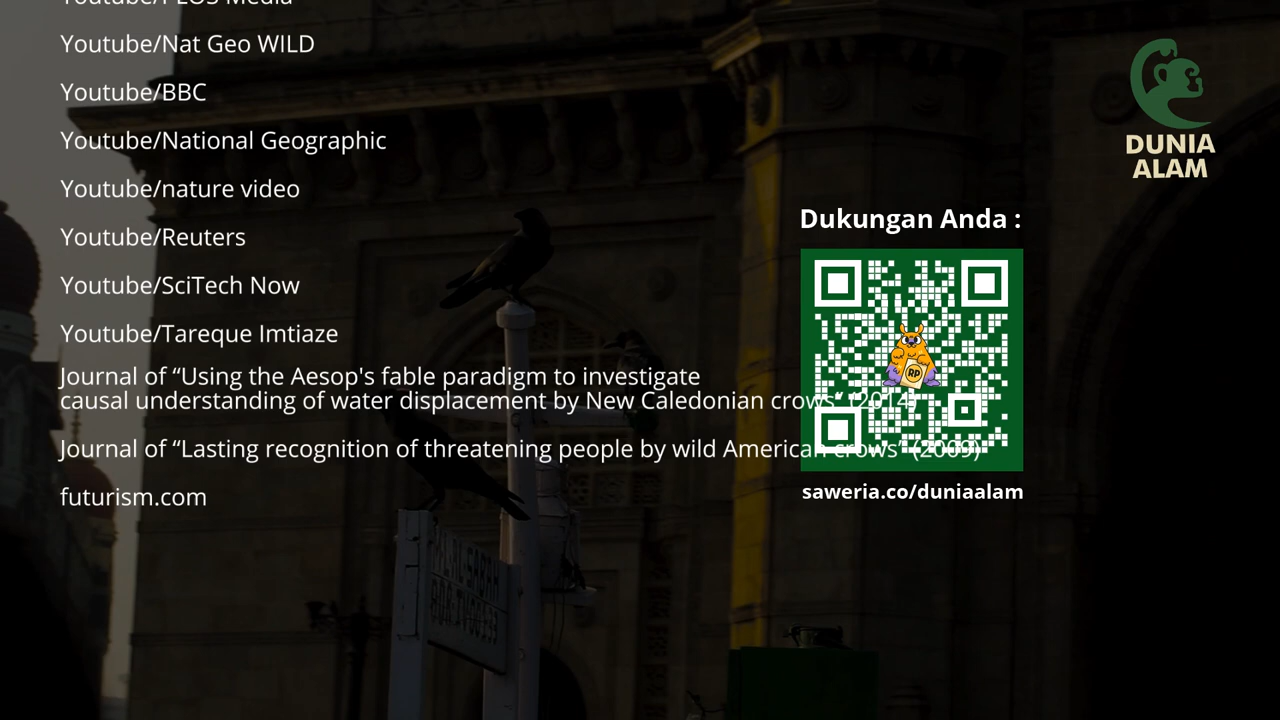 Youtube/PLOS Media
Youtube/Nat Geo WILD
Youtube/BBC
Youtube/National Geographic
Youtube/nature video
Youtube/Reuters
Youtube/SciTech Now
Youtube/Tareque Imtiaze
Journal of “Using the Aesop's fable paradigm to investigate
causal understanding of water displacement by New Caledonian crows” (2014)
Journal of “Lasting recognition of threatening people by wild American crows” (2009)
futurism.com
DUNIA
ALAM
Dukungan Anda :
RP
saweria.co/duniaalam